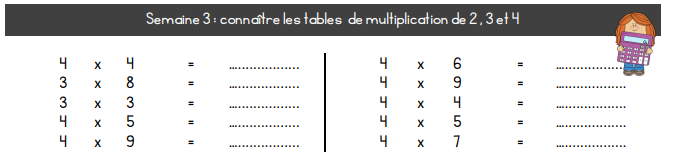 Semaine 3 : connaître les tables de multiplication de 2, 3 et 4
4 x 4 = ...................
3 x 8 = ...................
3 x 3 = ...................
4 x 5 = ...................
4 x 9 = ...................
4 x 6 = ...................
4 x 9 = ...................
4 x 4 = ...................
4 x 5 = ...................
4 x 7 = ...................